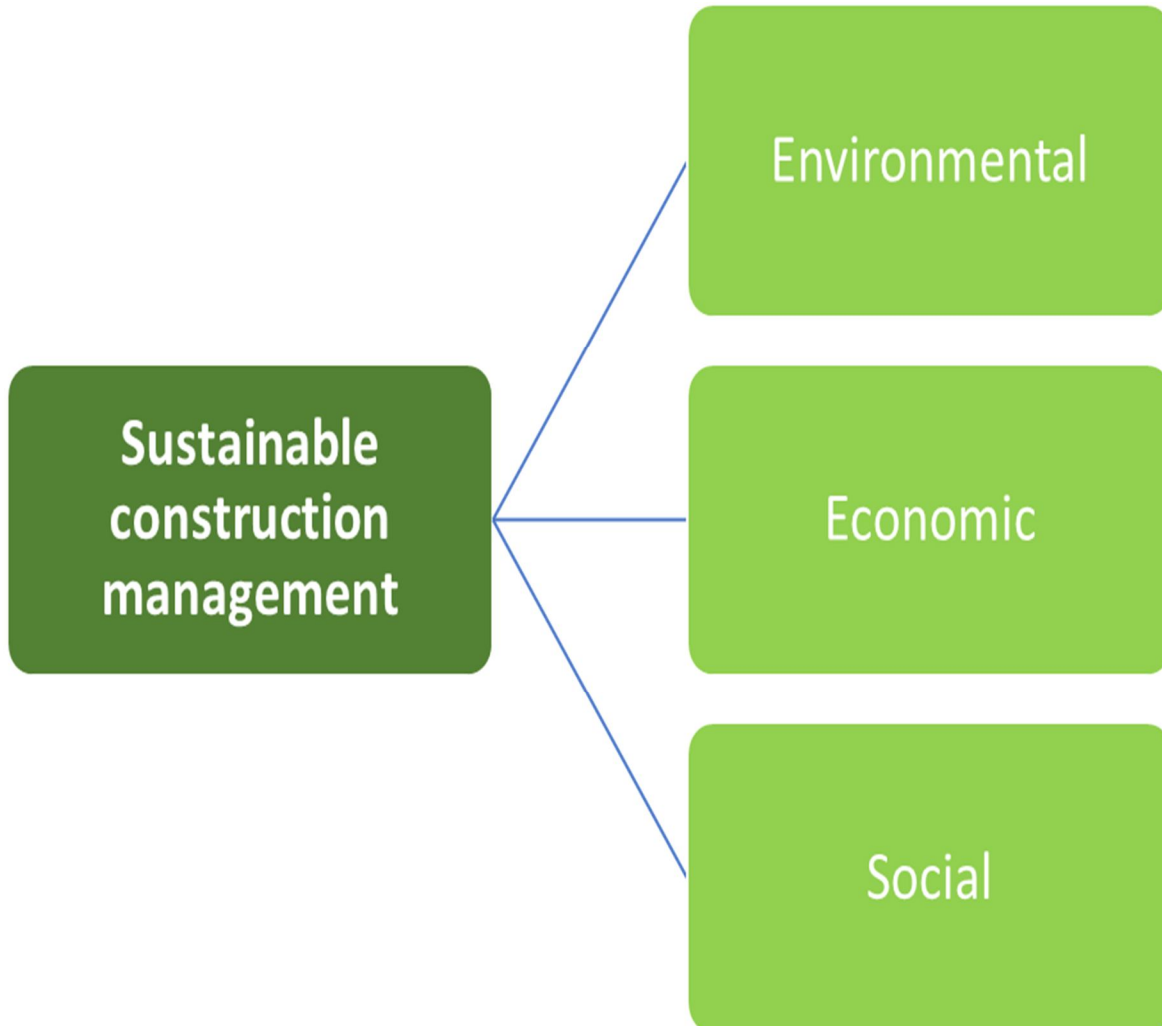 Environmental
Sustainable
construction
management
Economic
Social